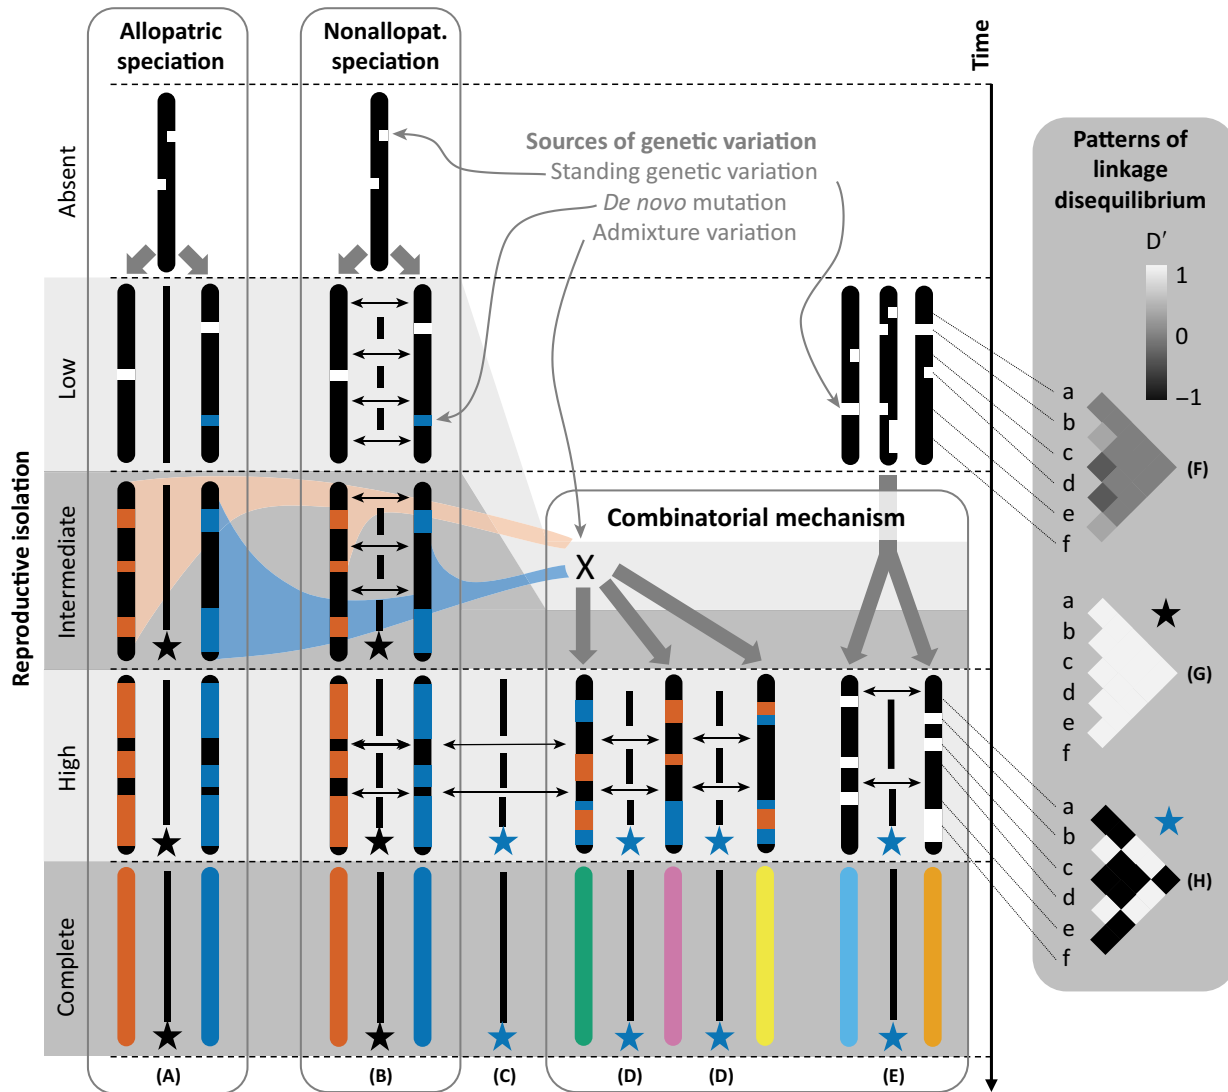 Allopatric
speciation
Nonallopat.
speciation
Time
Sources of genetic variation
Standing genetic variation
De novo mutation
Admixture variation
Reproductive isolation
Absent
Low
Intermediate
High
Complete
Combinatorial mechanism
X
(A)
(B)
(C)
(D)
(D)
(E)
Patterns of
linkage
disequilibrium
D′
1
0
−1
a
b
c
d
e
f
(F)
a
b
c
d
e
f
(G)
a
b
c
d
e
f
(H)